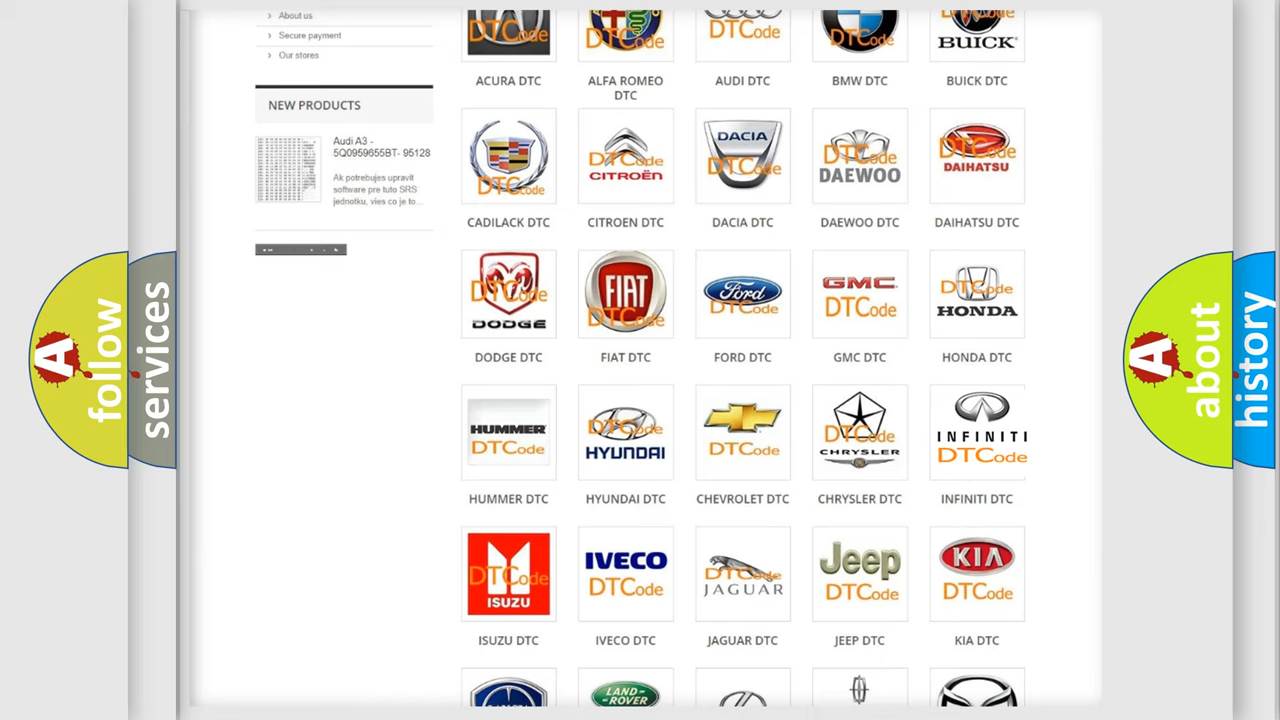 About us
Secure payment
Our stores
NEW PRODUCTS
Audi A3 -
5Q0959655BT- 95128
Ak potrebujes upravit
software pre tuto SRS
jednotku, vies co je to...
DTCode DTCode DTCode DTCode BUICK
ACURA DTC
ALFA ROMEO
DTC
AUDI DTC
BMW DTC
BUICK DTC
DTCode
DTCode
CITROËN
DACIA
DTCode
DTCode
DAEWOO
DTCode
DAIHATSU
CADILACK DTC
CITROEN DTC
DACIA DTC
DAEWOO DTC
DAIHATSU DTC
DTCode
DODGE
FIAT
DTCode
Ford
DTCode
GMC
DTCode
DTCode
HONDA
DODGE DTC
FIAT DTC
FORD DTC
GMC DTC
HONDA DTC
HUMMER
DTCode
DTCode
HYUNDAI
DTCode
DTCode
CHRYSLER
INFINITI
DTCode
HUMMER DTC
HYUNDAI DTC
CHEVROLET DTC
CHRYSLER DTC
INFINITI DTC
DTCode
ISUZU
IVECO
DTCode
DTCode
JAGUAR
Jeep
DTCode
KIA
DTCode
ISUZU DTC
IVECO DTC
JAGUAR DTC
JEEP DTC
KIA DTC
LAND-
ROVER
A
follow
services
A
about
history